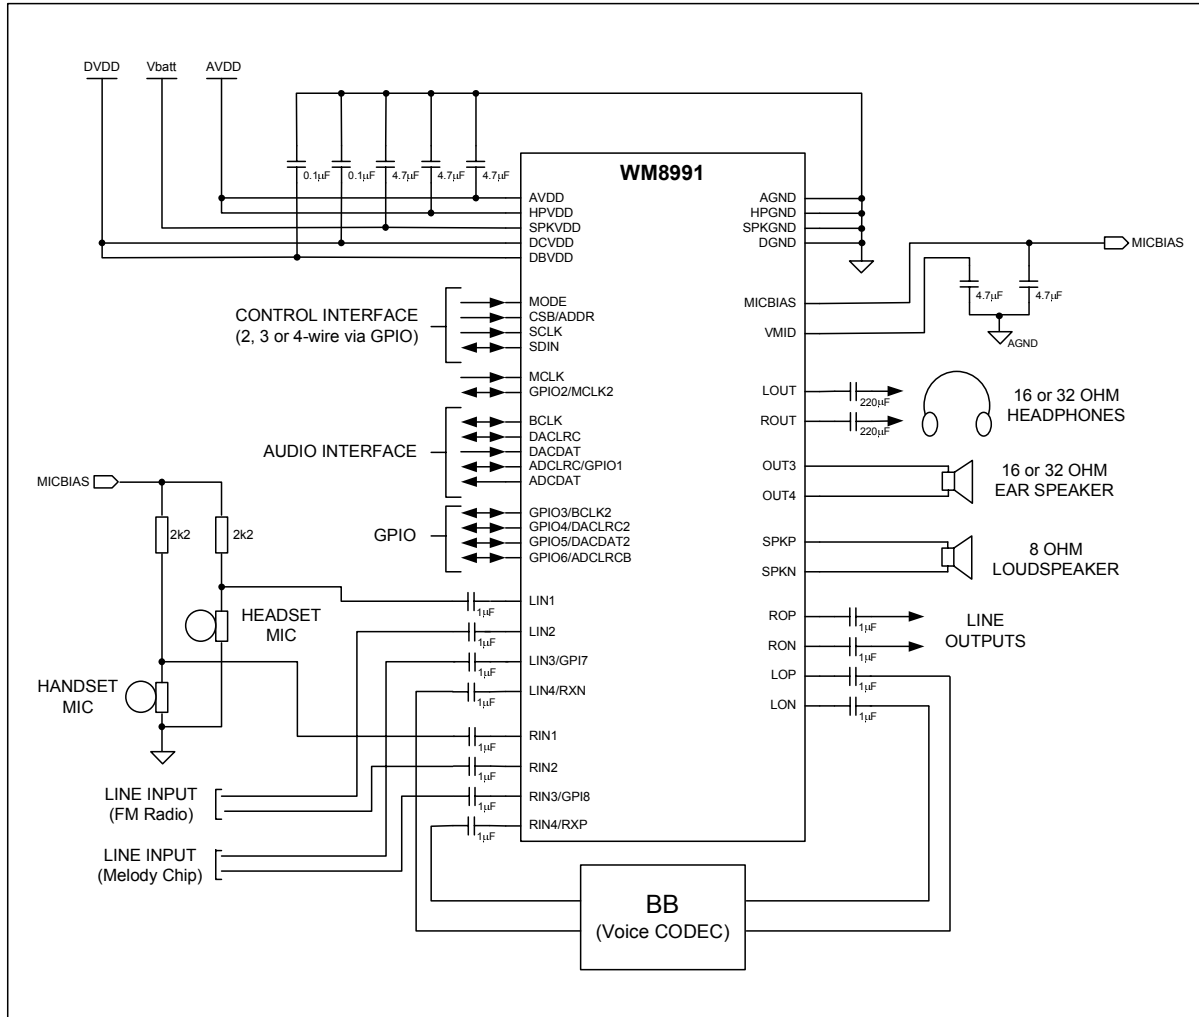 DVDD
Vbatt
AVDD
0.1µF
0.1µF
4.7µF
4.7µF
4.7µF
WM8991
AVDD
HPVDD
SPKVDD
DCVDD
DBVDD
AGND
HPGND
SPKGND
DGND
MICBIAS
4.7µF
4.7µF
AGND
MICBIAS
VMID
CONTROL INTERFACE
(2, 3 or 4-wire via GPIO)
MODE
CSB/ADDR
SCLK
SDIN
MCLK
GPIO2/MCLK2
AUDIO INTERFACE
BCLK
DACLRC
DACDAT
ADCLRC/GPIO1
ADCDAT
GPIO
GPIO3/BCLK2
GPIO4/DACLRC2
GPIO5/DACDAT2
GPIO6/ADCLRCB
LOUT
ROUT
220µF
220µF
16 or 32 OHM
HEADPHONES
OUT3
OUT4
16 or 32 OHM
EAR SPEAKER
SPKP
SPKN
8 OHM
LOUDSPEAKER
ROP
RON
LOP
LON
1µF
1µF
1µF
1µF
LINE
OUTPUTS
MICBIAS
2k2
2k2
HEADSET
MIC
HANDSET
MIC
1µF
1µF
1µF
1µF
1µF
1µF
1µF
1µF
LIN1
LIN2
LIN3/GPI7
LIN4/RXN
RIN1
RIN2
RIN3/GPI8
RIN4/RXP
LINE INPUT
(FM Radio)
LINE INPUT
(Melody Chip)
BB
(Voice CODEC)